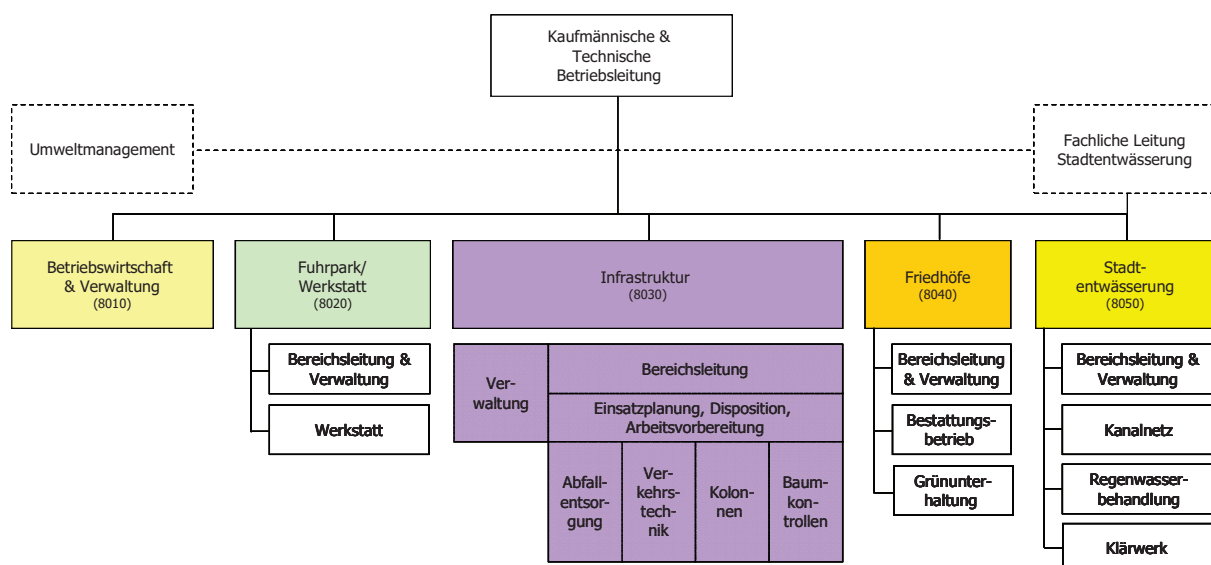 Kaufmännische &
Technische
Betriebsleitung
Umweltmanagement
Fachliche Leitung
Stadtentwässerung
Betriebswirtschaft
& Verwaltung
(8010)
Fuhrpark/
Werkstatt
(8020)
Infrastruktur
(8030)
Friedhöfe
(8040)
Stadt-
entwässerung
(8050)
Bereichsleitung &
Verwaltung
Werkstatt
Ver-
waltung
Bereichsleitung
Einsatzplanung, Disposition,
Arbeitsvorbereitung
Abfall-
entsor-
gung
Ver-
kehrs-
tech-
nik
Kolon-
nen
Baum-
kon-
trollen
Bereichsleitung
& Verwaltung
Bestattungs-
betrieb
Grünunter-
haltung
Bereichsleitung &
Verwaltung
Kanalnetz
Regenwasser-
behandlung
Klärwerk